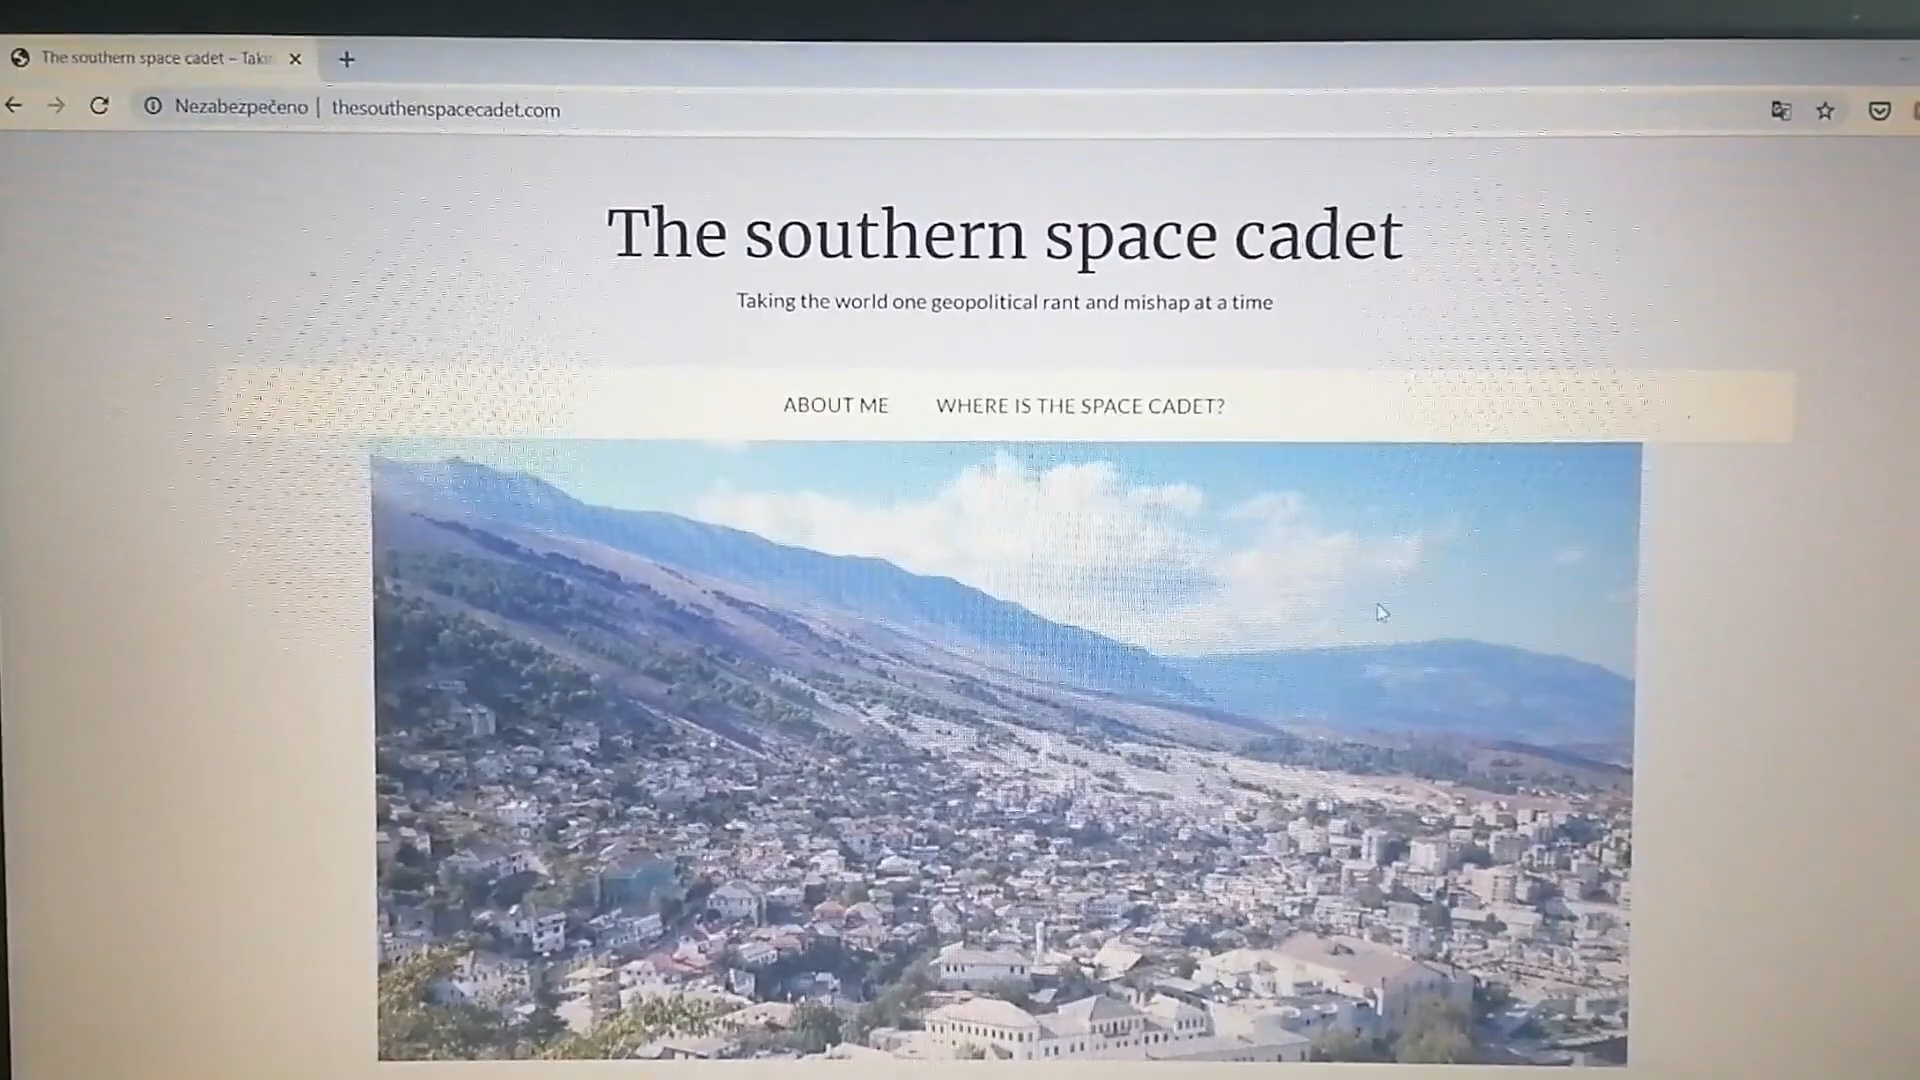 The southern space cadet – Taki
Nezabezpečeno | thesouthenspacecadet.com
The southern space cadet
Taking the world one geopolitical rant and mishap at a time
ABOUT ME WHERE IS THE SPACE CADET?